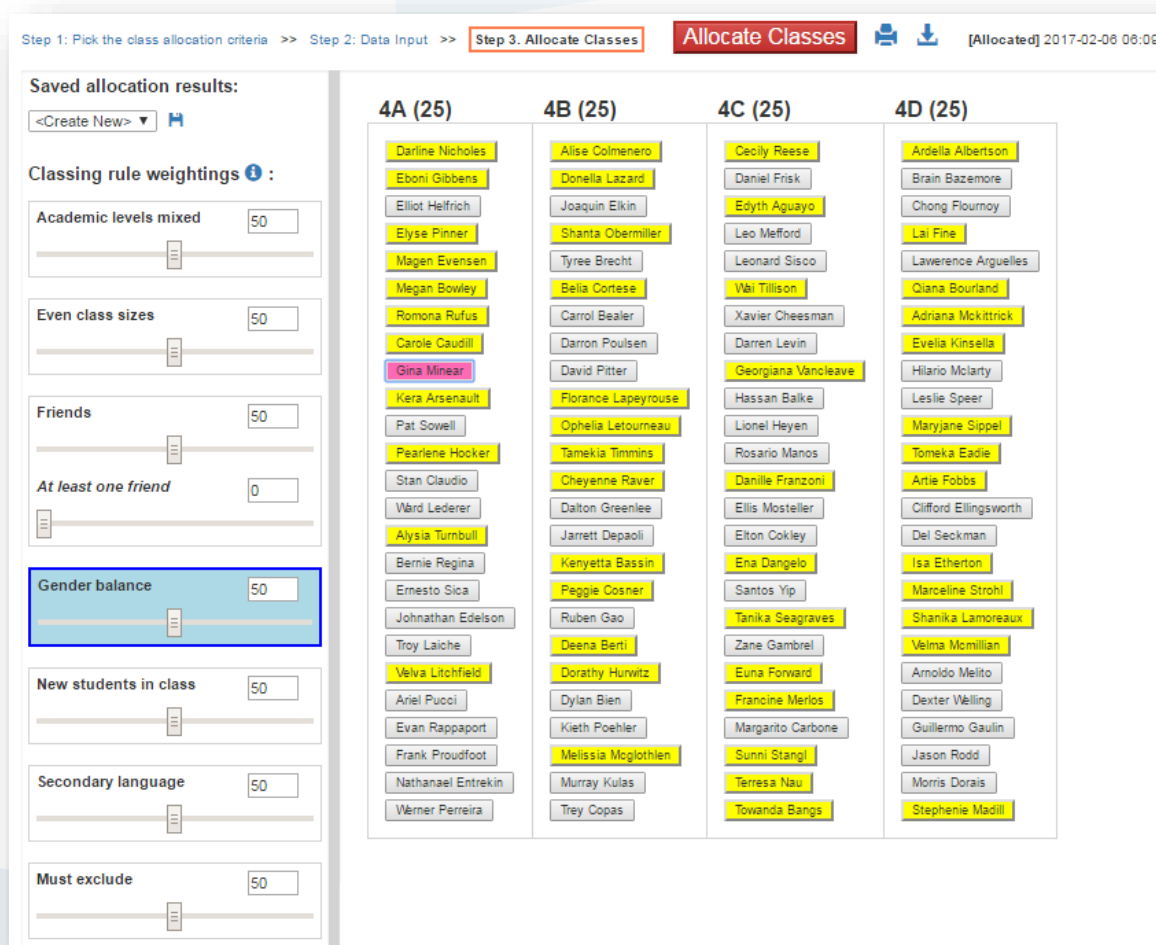 Step 1: Pick the class allocation criteria >> Step 2: Data Input >> Step 3. Allocate Classes Allocate Classes [Allocated] 2017-02-06 06:09
Saved allocation results:
<Create New> ▼
Classing rule weightings i :
Academic levels mixed 50
Even class sizes 50
Friends 50
At least one friend 0
Gender balance 50
New students in class 50
Secondary language 50
Must exclude 50
4A (25)
Darline Nicholes
Eboni Gibbens
Elliot Helfrich
Elyse Pinner
Magen Evensen
Megan Bowley
Romona Rufus
Carole Caudill
Gina Minear
Kera Arsenault
Pat Sowell
Pearlene Hocker
Stan Claudio
Ward Lederer
Alysia Turnbull
Bernie Regina
Ernesto Sica
Johnathan Edelson
Troy Laiche
Velva Litchfield
Ariel Pucci
Evan Rappaport
Frank Proudfoot
Nathanael Entrekin
Werner Perreira
4B (25)
Alise Colmenero
Donella Lazard
Joaquin Elkin
Shanta Obermiller
Tyree Brecht
Belia Cortese
Carrol Bealer
Darron Poulsen
David Pitter
Florance Lapeyrouse
Ophelia Letourneau
Tamekia Timmins
Cheyenne Raver
Dalton Greenlee
Jarrett Depaoli
Kenyetta Bassin
Peggie Cosner
Ruben Gao
Deena Berti
Dorathy Hurwitz
Dylan Bien
Kieth Poehler
Melissia Mcglothlen
Murray Kulas
Trey Copas
4C (25)
Cecily Reese
Daniel Frisk
Edyth Aguayo
Leo Mefford
Leonard Sisco
Wai Tillison
Xavier Cheesman
Darren Levin
Georgiana Vancleave
Hassan Balke
Lionel Heyen
Rosario Manos
Danille Franzoni
Ellis Mosteller
Elton Cokley
Ena Dangelo
Santos Yip
Tanika Seagraves
Zane Gambrel
Euna Forward
Francine Merlos
Margarito Carbone
Sunni Stangl
Terresa Nau
Towanda Bangs
4D (25)
Ardella Albertson
Brain Bazemore
Chong Flournoy
Lai Fine
Lawerence Arguelles
Qiana Bourland
Adriana Mckittrick
Evelia Kinsella
Hilario Mclarty
Leslie Speer
Maryjane Sippel
Tomeka Eadie
Artie Fobbs
Clifford Ellingsworth
Del Seckman
Isa Etherton
Marceline Strohl
Shanika Lamoreaux
Velma Mcmillian
Arnoldo Melito
Dexter Welling
Guillermo Gaulin
Jason Rodd
Morris Dorais
Stephenie Madill